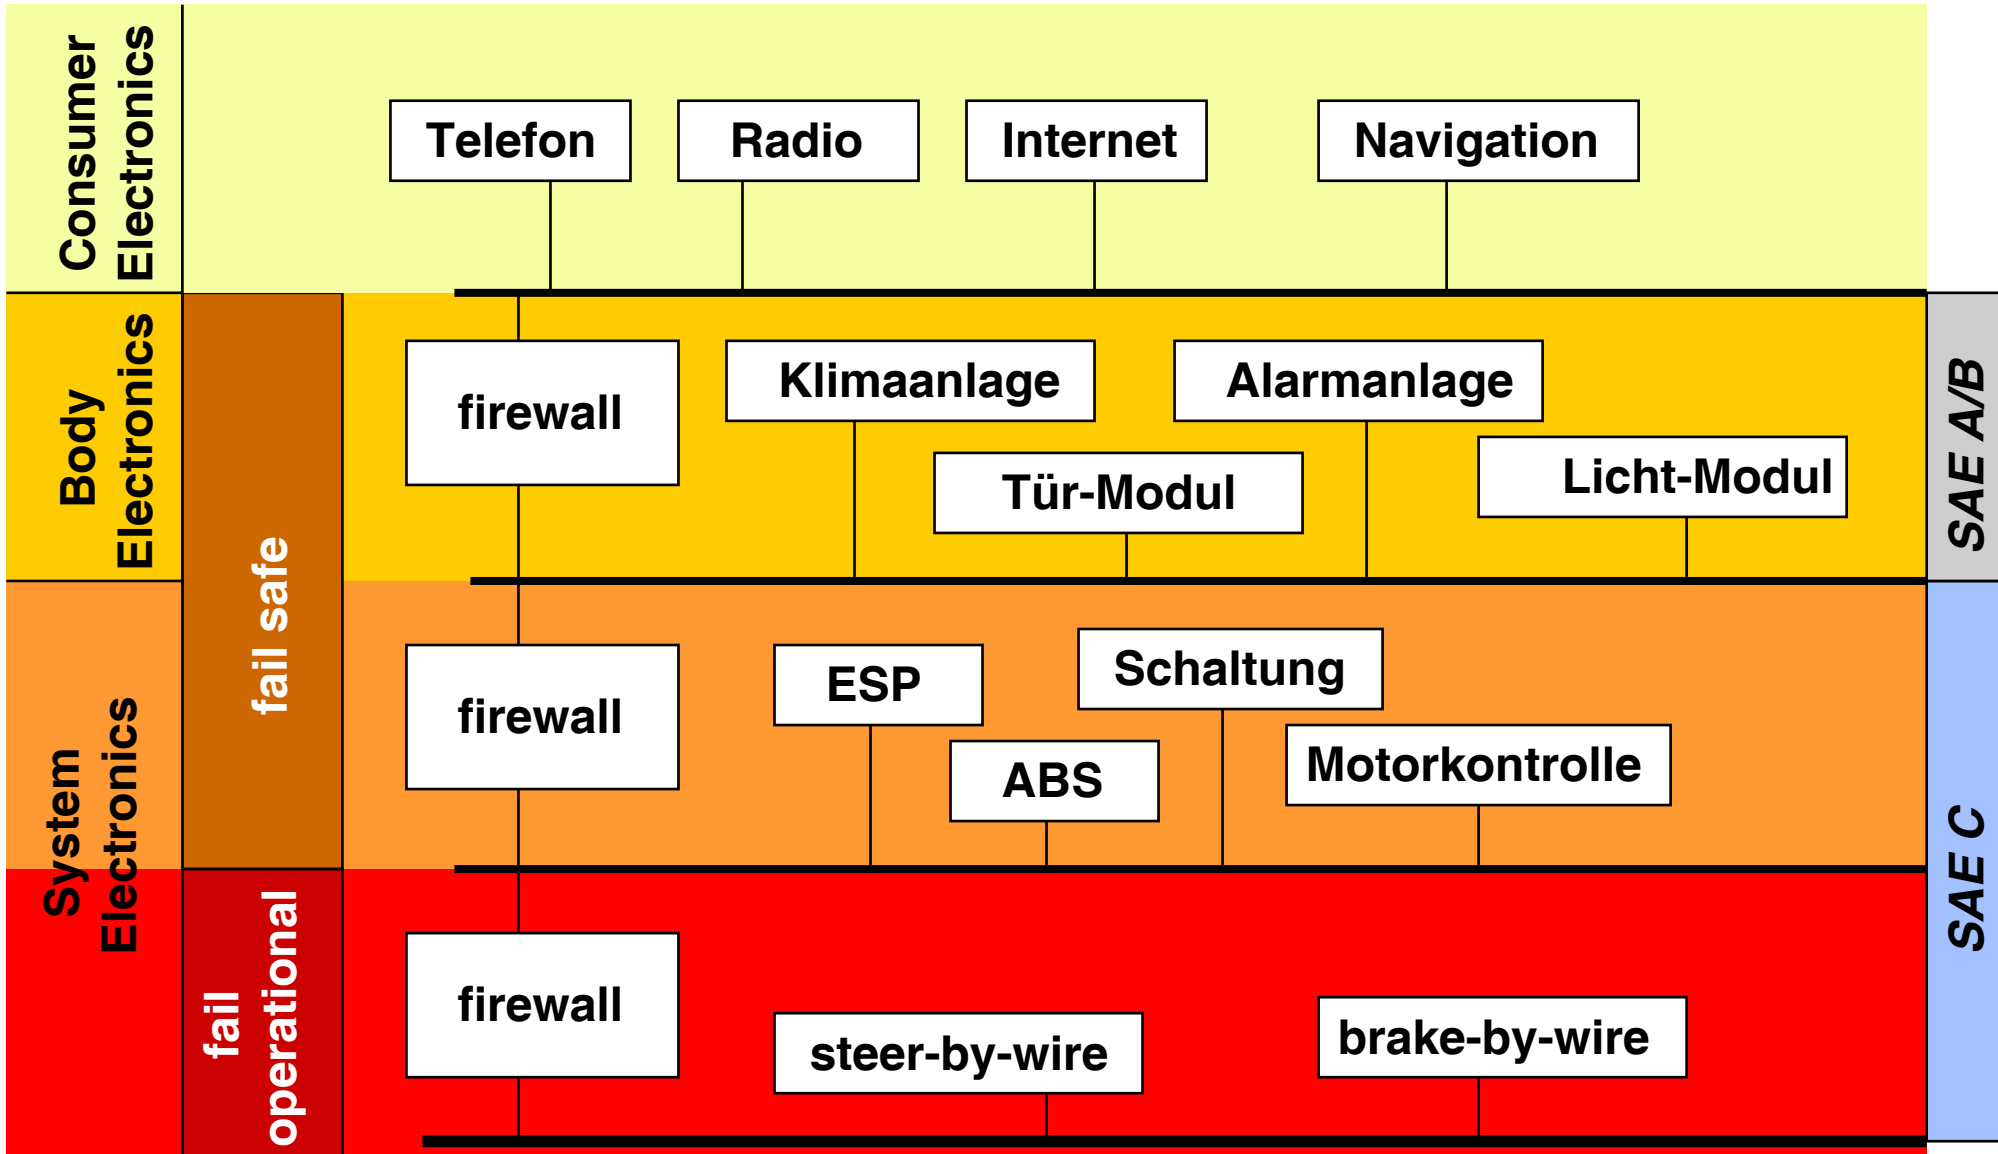 Consumer
Electronics
Telefon
Radio
Internet
Navigation
Body
Electronics
fail safe
firewall
Klimaanlage
Alarmanlage
Tür-Modul
Licht-Modul
SAE A/B
System
Electronics
firewall
ESP
Schaltung
ABS
Motorkontrolle
SAE C
fail
operational
firewall
steer-by-wire
brake-by-wire